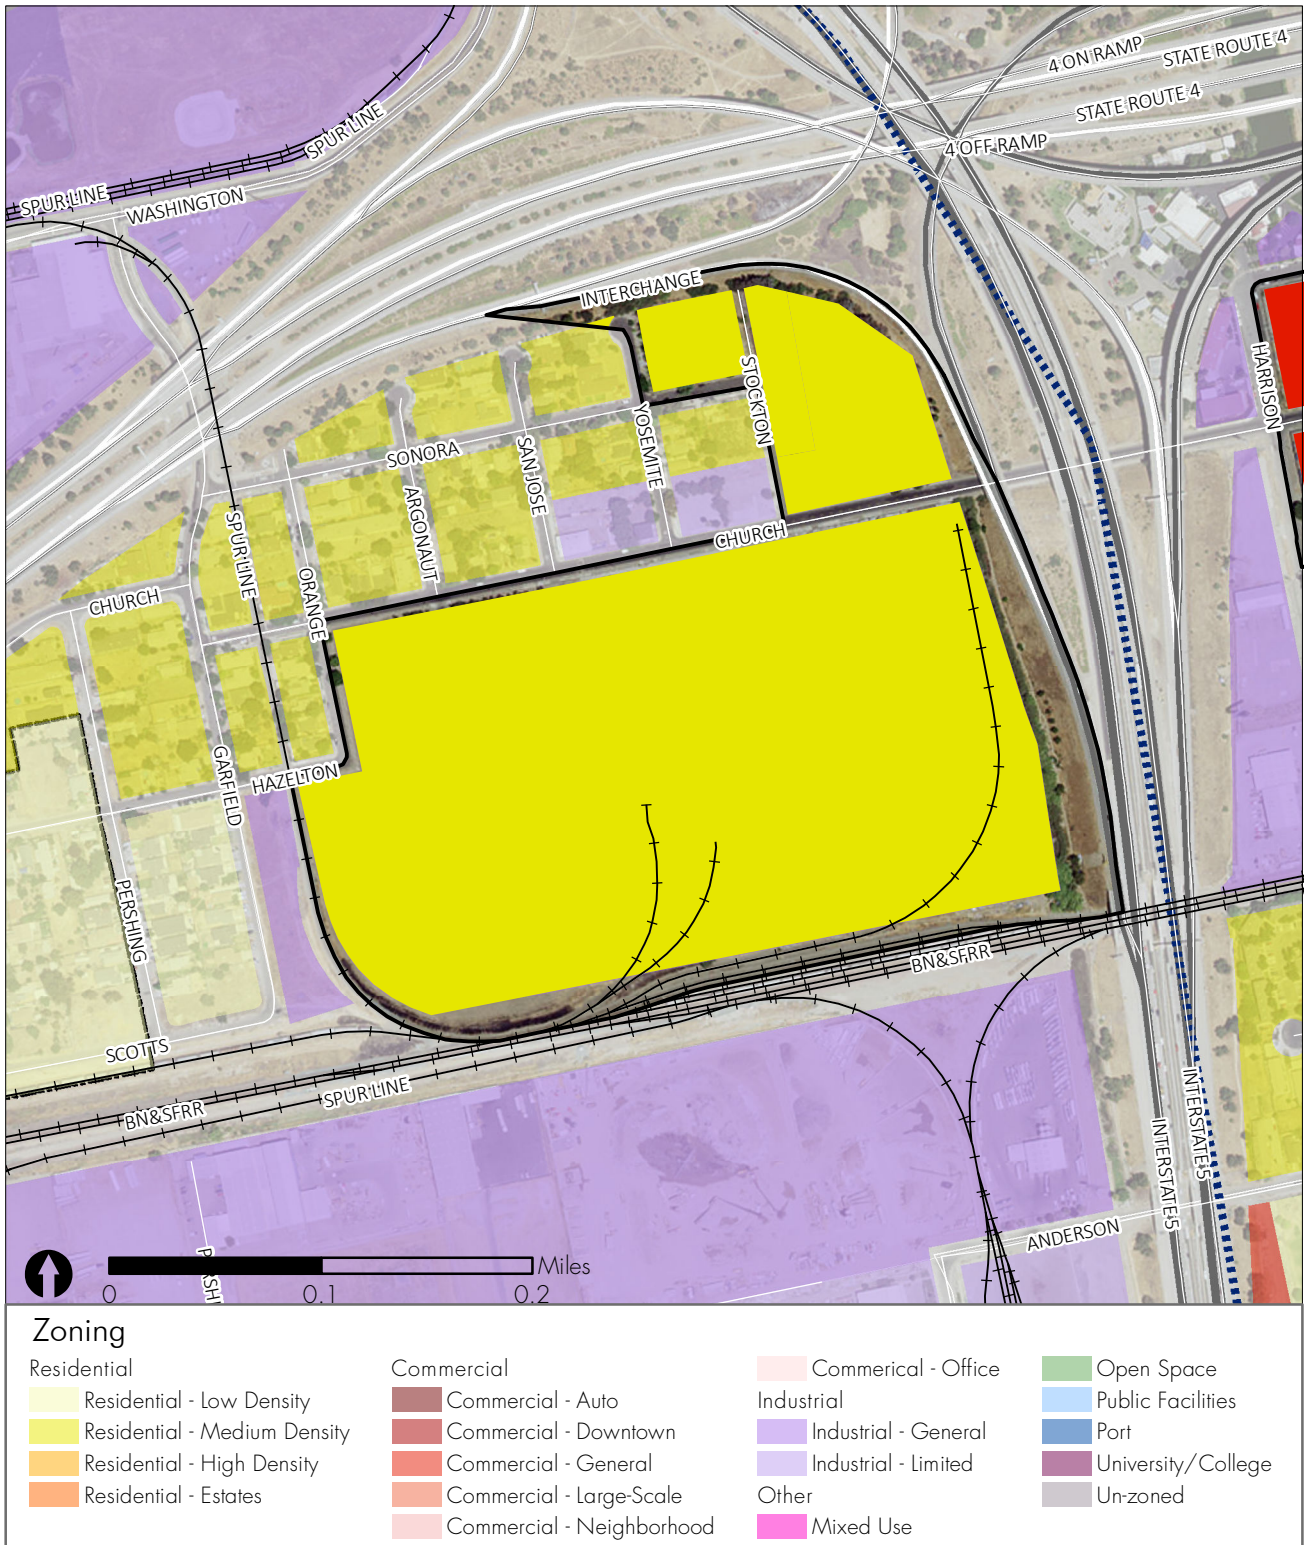 4 ON RAMP
STATE ROUTE 4
STATE ROUTE 4
4 OFF RAMP
SPUR LINE
SPUR LINE
WASHINGTON
INTERCHANGE
HARRISON
STOCKTON
YOSEMITE
SONORA
SAN JOSE
ARGONAUT
SPUR LINE
CHURCH
ORANGE
CHURCH
GARFIELD
HAZELTON
PERSHING
BN&SFRR
SCOTTS
SPUR LINE
BN&SFRR
INTERSTATE 5
INTERSTATE 5
ANDERSON
Miles
0 0.1 0.2
Zoning
Residential
Residential - Low Density
Residential - Medium Density
Residential - High Density
Residential - Estates
Commercial
Commercial - Auto
Commercial - Downtown
Commercial - General
Commercial - Large-Scale
Commercial - Neighborhood
Commerical - Office
Industrial
Industrial - General
Industrial - Limited
Other
Mixed Use
Open Space
Public Facilities
Port
University/College
Un-zoned